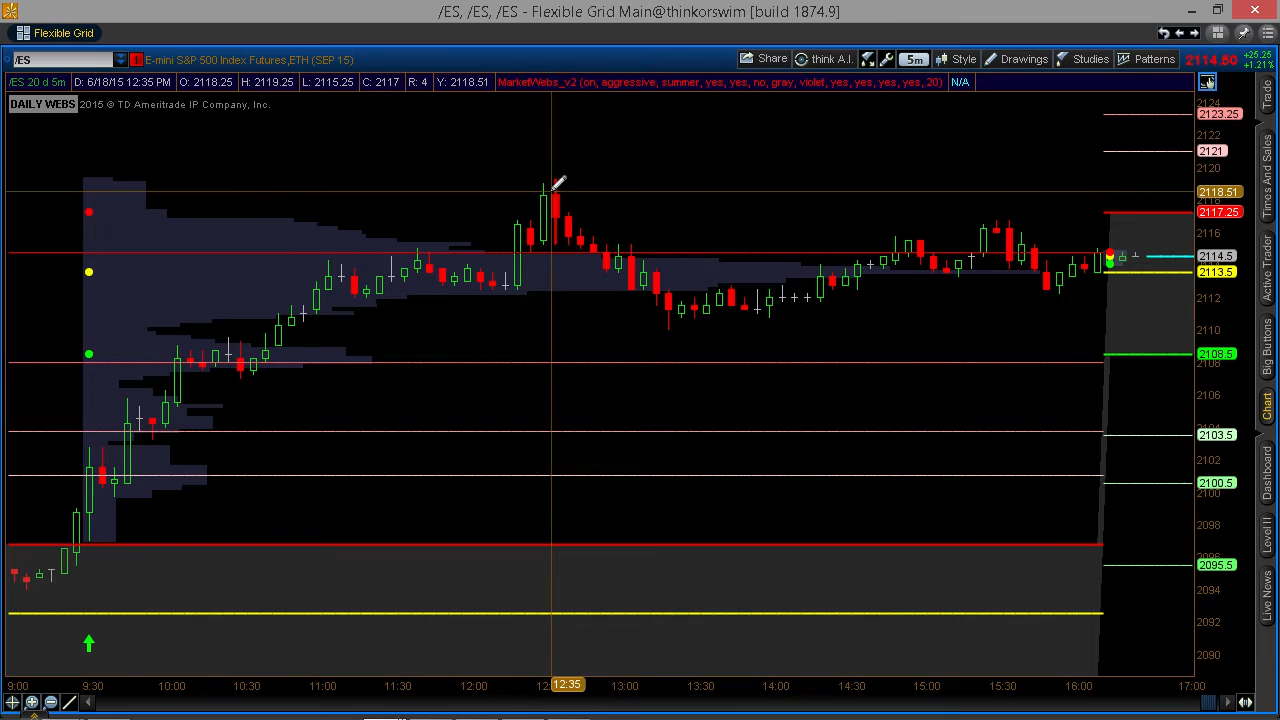 /ES, /ES, /ES - Flexible Grid Main@thinkorswim [build 1874.9]
Flexible Grid
/ES E-mini S&P 500 Index Futures,ETH (SEP 15) Share think A.I. 5m Style Drawings Studies Patterns 2114.50 +25.25
+1.21%
/ES 20 d 5m D: 6/18/15 12:35 PM O: 2118.25 H: 2119.25 L: 2115.25 C: 2117 R: 4 Y: 2118.51 MarketWebs_v2 (on, aggressive, summer, yes, yes, no, gray, violet, yes, yes, yes, yes, 20) N/A
DAILY WEBS 2015 © TD Ameritrade IP Company, Inc.
2124
2123.25
2122
2121
2120
2118.51
2118
2117.25
2116
2114.5
2113.5
2112
2110
2108.5
2108
2106
2103.5
2102
2100.5
2100
2098
2095.5
2094
2092
2090
9:00 9:30 10:00 10:30 11:00 11:30 12:00 12:35 13:00 13:30 14:00 14:30 15:00 15:30 16:00 17:00
Trade
Times And Sales
Active Trader
Big Buttons
Chart
Dashboard
Level II
Live News